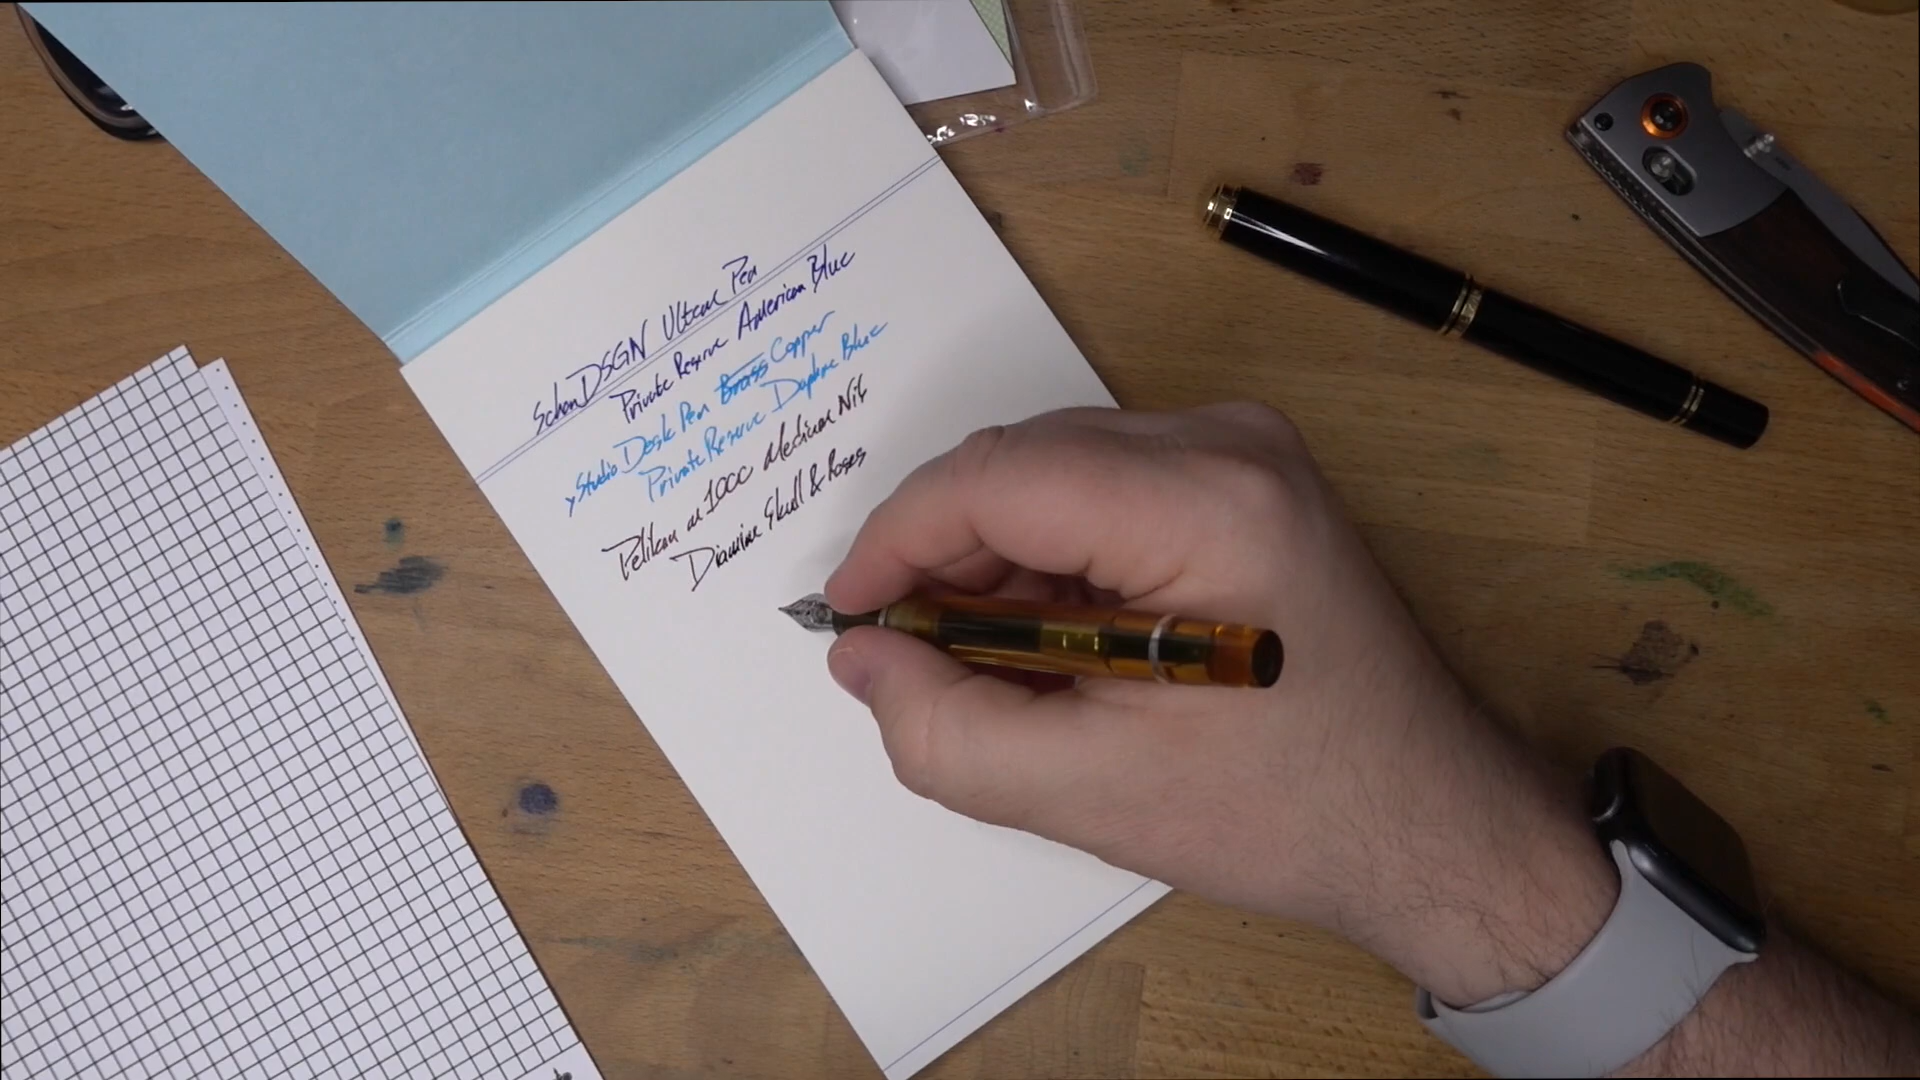 Schon DSGN Ultem Pen
Private Reserve American Blue
yStudio Desk Pen Brass Copper
Private Reserve Daphne Blue
Pelikan m1000 Medium Nib
Diamine Skull & Roses